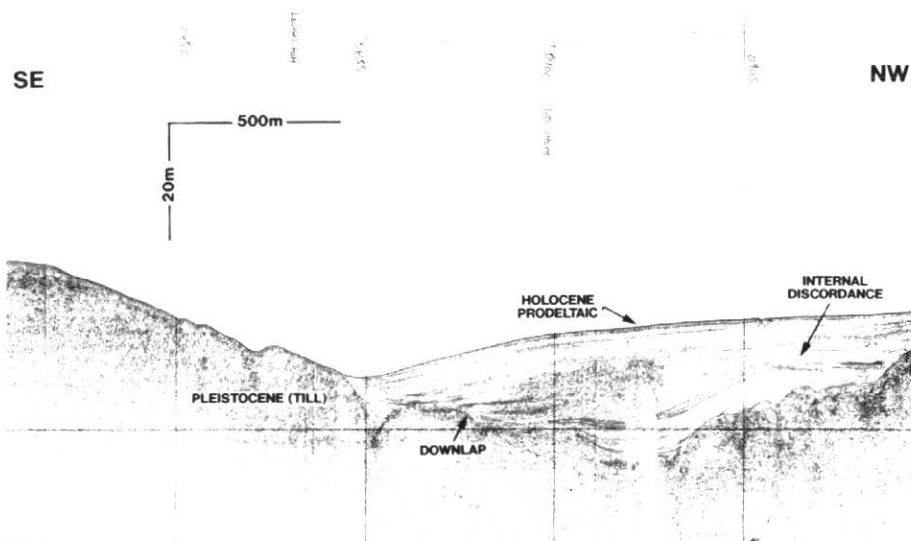 SE
NW
500m
20m
HOLOCENE
PRODELTAIC
INTERNAL
DISCORDANCE
PLEISTOCENE (TILL)
DOWNLAP